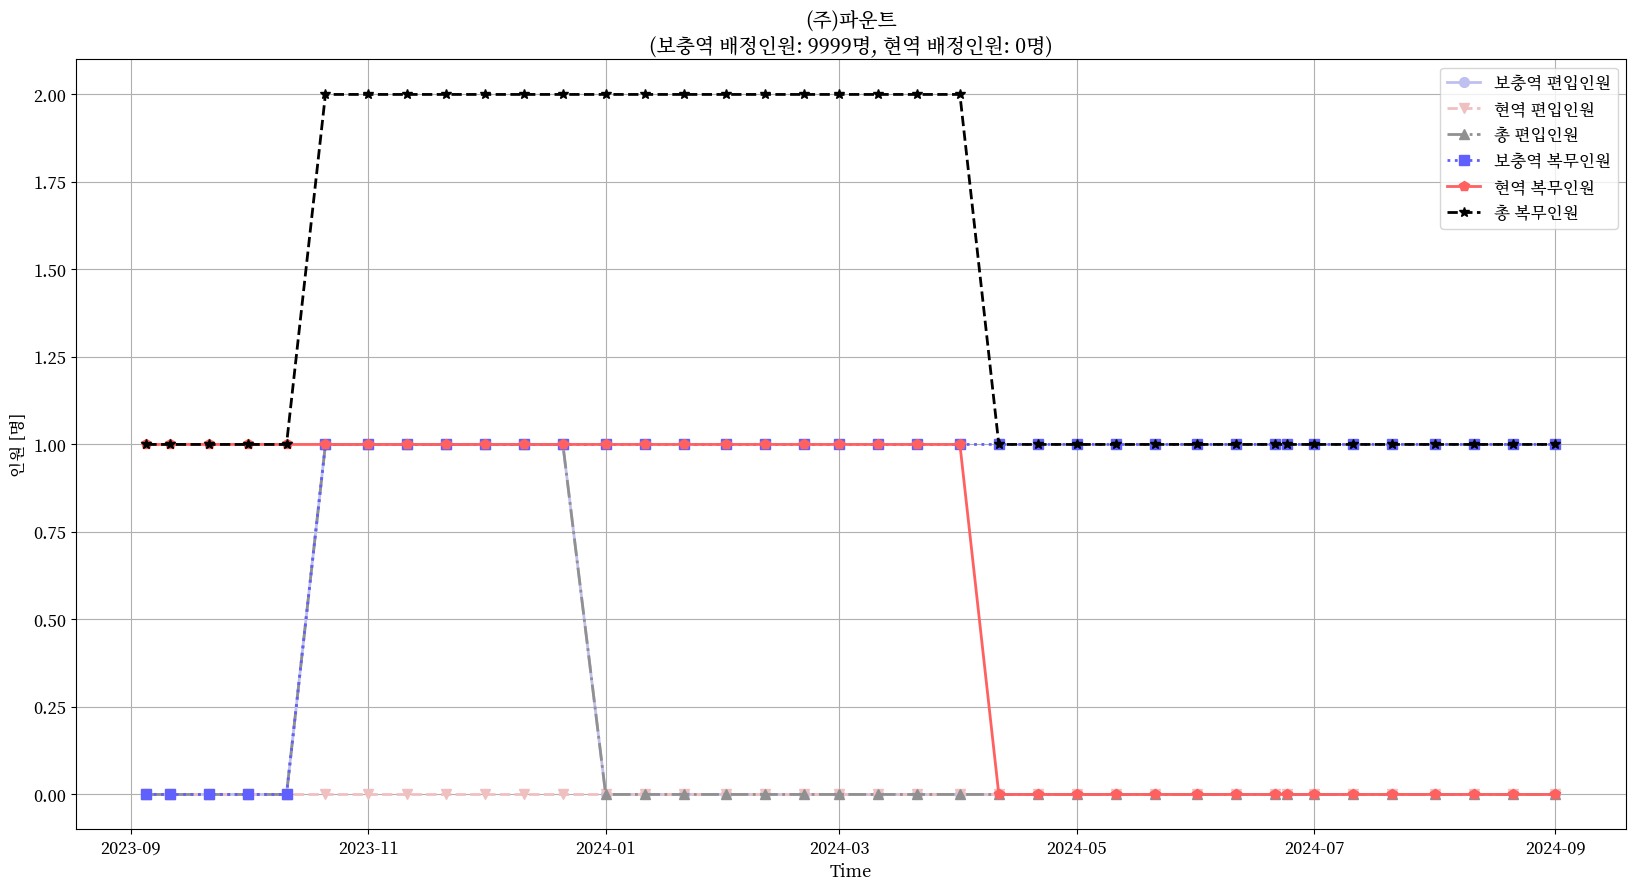 (주)파운트
(보충역 배정인원: 9999명, 현역 배정인원: 0명)
보충역 편입인원
현역 편입인원
총 편입인원
보충역 복무인원
현역 복무인원
총 복무인원
인원 [명]
2.00
1.75
1.50
1.25
1.00
0.75
0.50
0.25
0.00
2023-09
2023-11
2024-01
2024-03
2024-05
2024-07
2024-09
Time